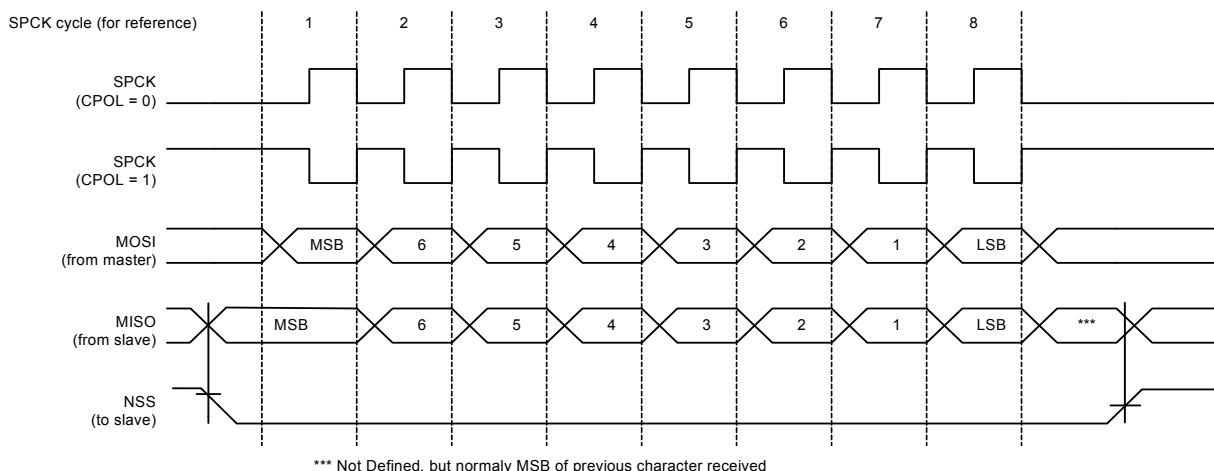 SPCK cycle (for reference) 1 2 3 4 5 6 7 8
SPCK
(CPOL = 0)
SPCK
(CPOL = 1)
MOSI
(from master)
MSB 6 5 4 3 2 1 LSB
MISO
(from slave)
MSB 6 5 4 3 2 1 LSB ***
NSS
(to slave)
*** Not Defined, but normaly MSB of previous character received